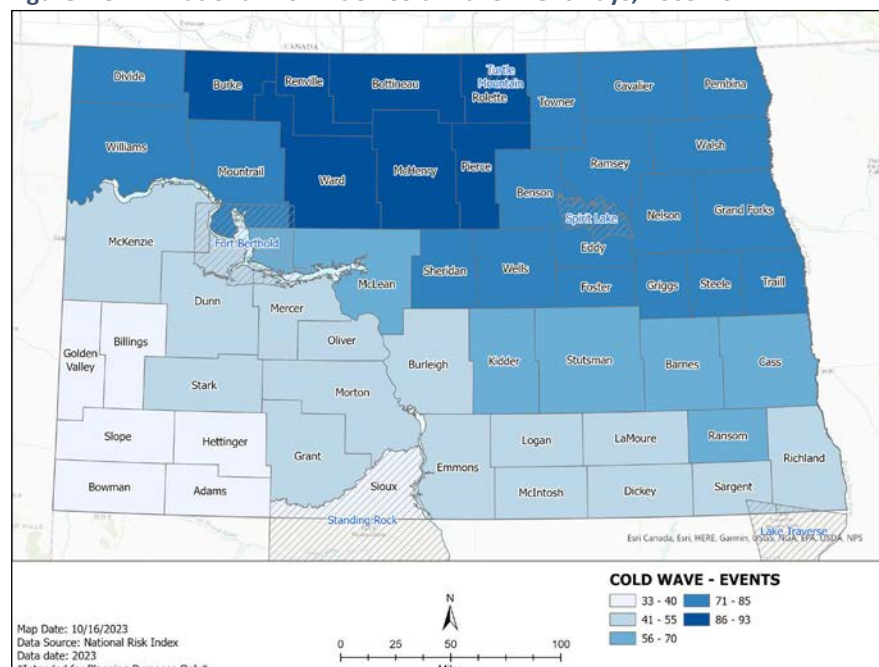 CANADA
Divide
Burke
Renville
Bottineau
Turtle
Mountain
Rolette
Towner
Cavalier
Pembina
Williams
Mountrail
Ward
McHenry
Pierce
Benson
Ramsey
Walsh
Spirit Lake
Nelson
Grand Forks
McKenzie
Fort Berthold
McLean
Sheridan
Wells
Eddy
Foster
Griggs
Steele
Traill
Dunn
Mercer
Oliver
Golden
Valley
Billings
Stark
Morton
Burleigh
Kidder
Stutsman
Barnes
Cass
Slope
Hettinger
Grant
Sioux
Emmons
Logan
LaMoure
Ransom
Richland
Bowman
Adams
McIntosh
Dickey
Sargent
Standing Rock
Lake Traverse
Esri Canada, Esri, HERE, Garmin, USGS, NGA, EPA, USDA, NPS
COLD WAVE - EVENTS
33 - 40
71 - 85
41 - 55
86 - 93
56 - 70
N
Map Date: 10/16/2023
Data Source: National Risk Index
Data date: 2023
0 25 50 100